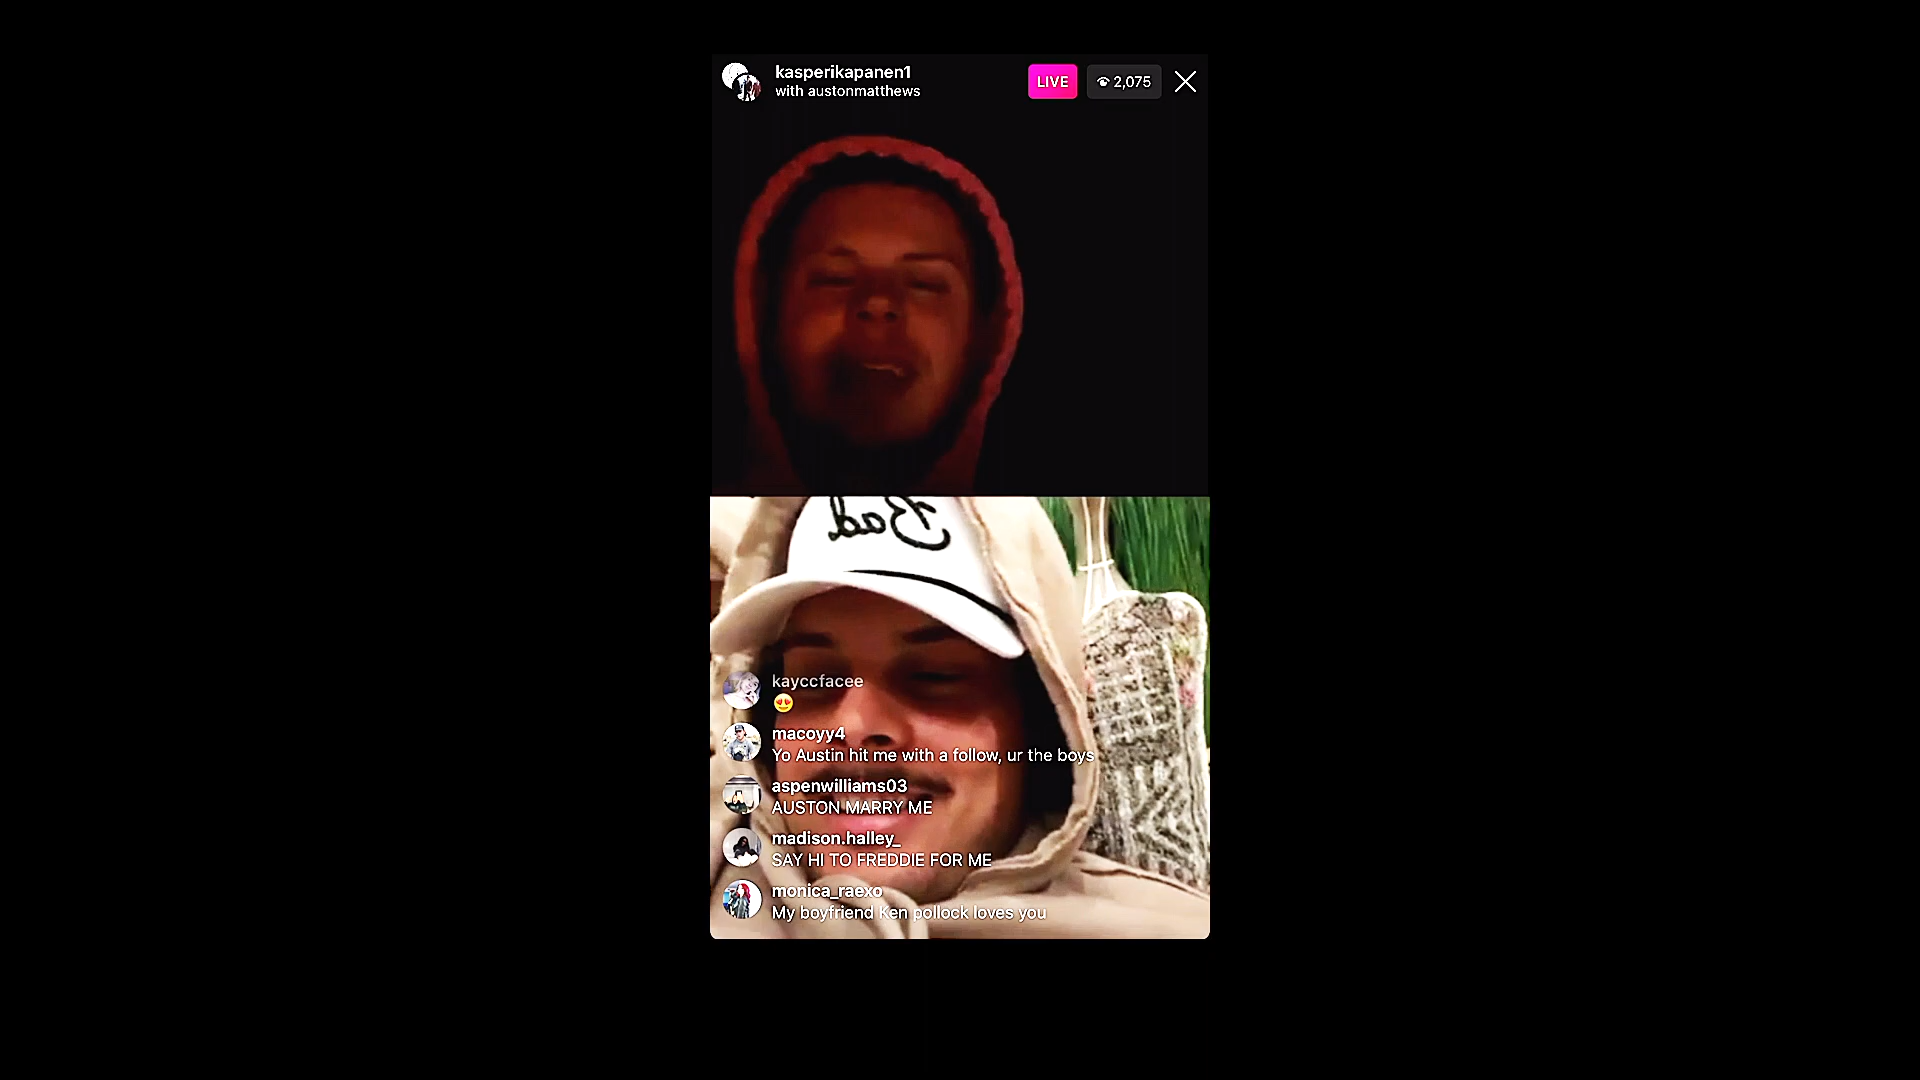 kasperikapanen1
with austonmatthews
LIVE
2,075
Bad
kayccfacee
😍
macoyy4
Yo Austin hit me with a follow, ur the boys
aspenwilliams03
AUSTON MARRY ME
madison.halley_
SAY HI TO FREDDIE FOR ME
monica_raexo
My boyfriend Ken pollock loves you